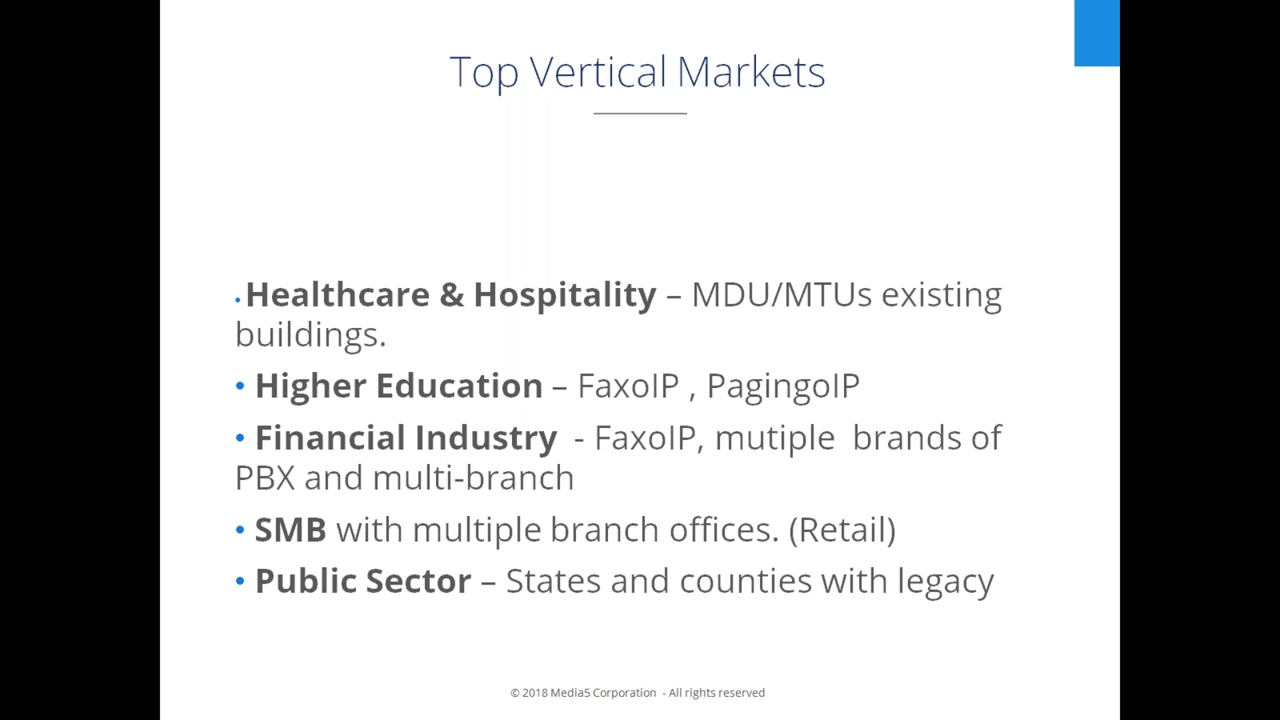 Top Vertical Markets
• Healthcare & Hospitality – MDU/MTUs existing
buildings.
• Higher Education – FaxoIP , PagingoIP
• Financial Industry  - FaxoIP, mutiple  brands of
PBX and multi-branch
• SMB with multiple branch offices. (Retail)
• Public Sector – States and counties with legacy
© 2018 Media5 Corporation  - All rights reserved